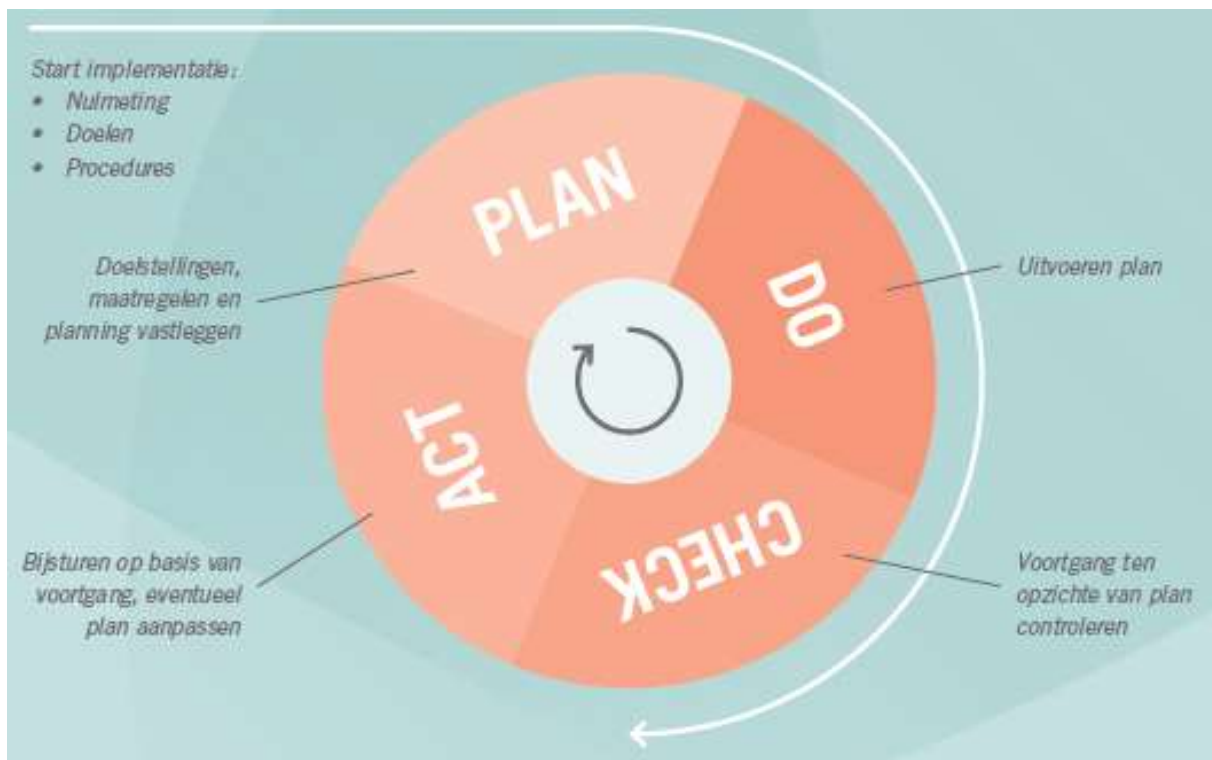 Start implementatie:
• Nulmeting
• Doelen
• Procedures
PLAN
Doelstellingen,
maatregelen en
planning vastleggen
DO
Uitvoeren plan
CHECK
Voortgang ten
opzichte van plan
controleren
ACT
Bijsturen op basis van
voortgang, eventueel
plan aanpassen